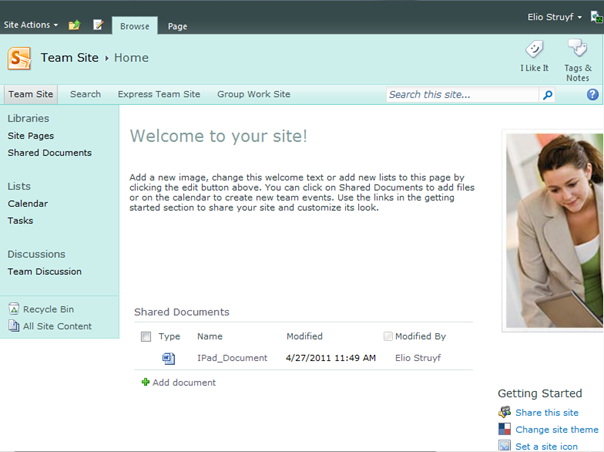 Site Actions Browse Page Elio Struyf
Team Site Home
I Like It Tags &
Notes
Team Site Search Express Team Site Group Work Site Search this site...
Libraries
Site Pages
Shared Documents
Lists
Calendar
Tasks
Discussions
Team Discussion
Recycle Bin
All Site Content
Welcome to your site!
Add a new image, change this welcome text or add new lists to this page by
clicking the edit button above. You can click on Shared Documents to add files
or on the calendar to create new team events. Use the links in the getting
started section to share your site and customize its look.
Shared Documents
Type Name Modified Modified By
IPad_Document 4/27/2011 11:49 AM Elio Struyf
Add document
Getting Started
Share this site
Change site theme
Set a site icon